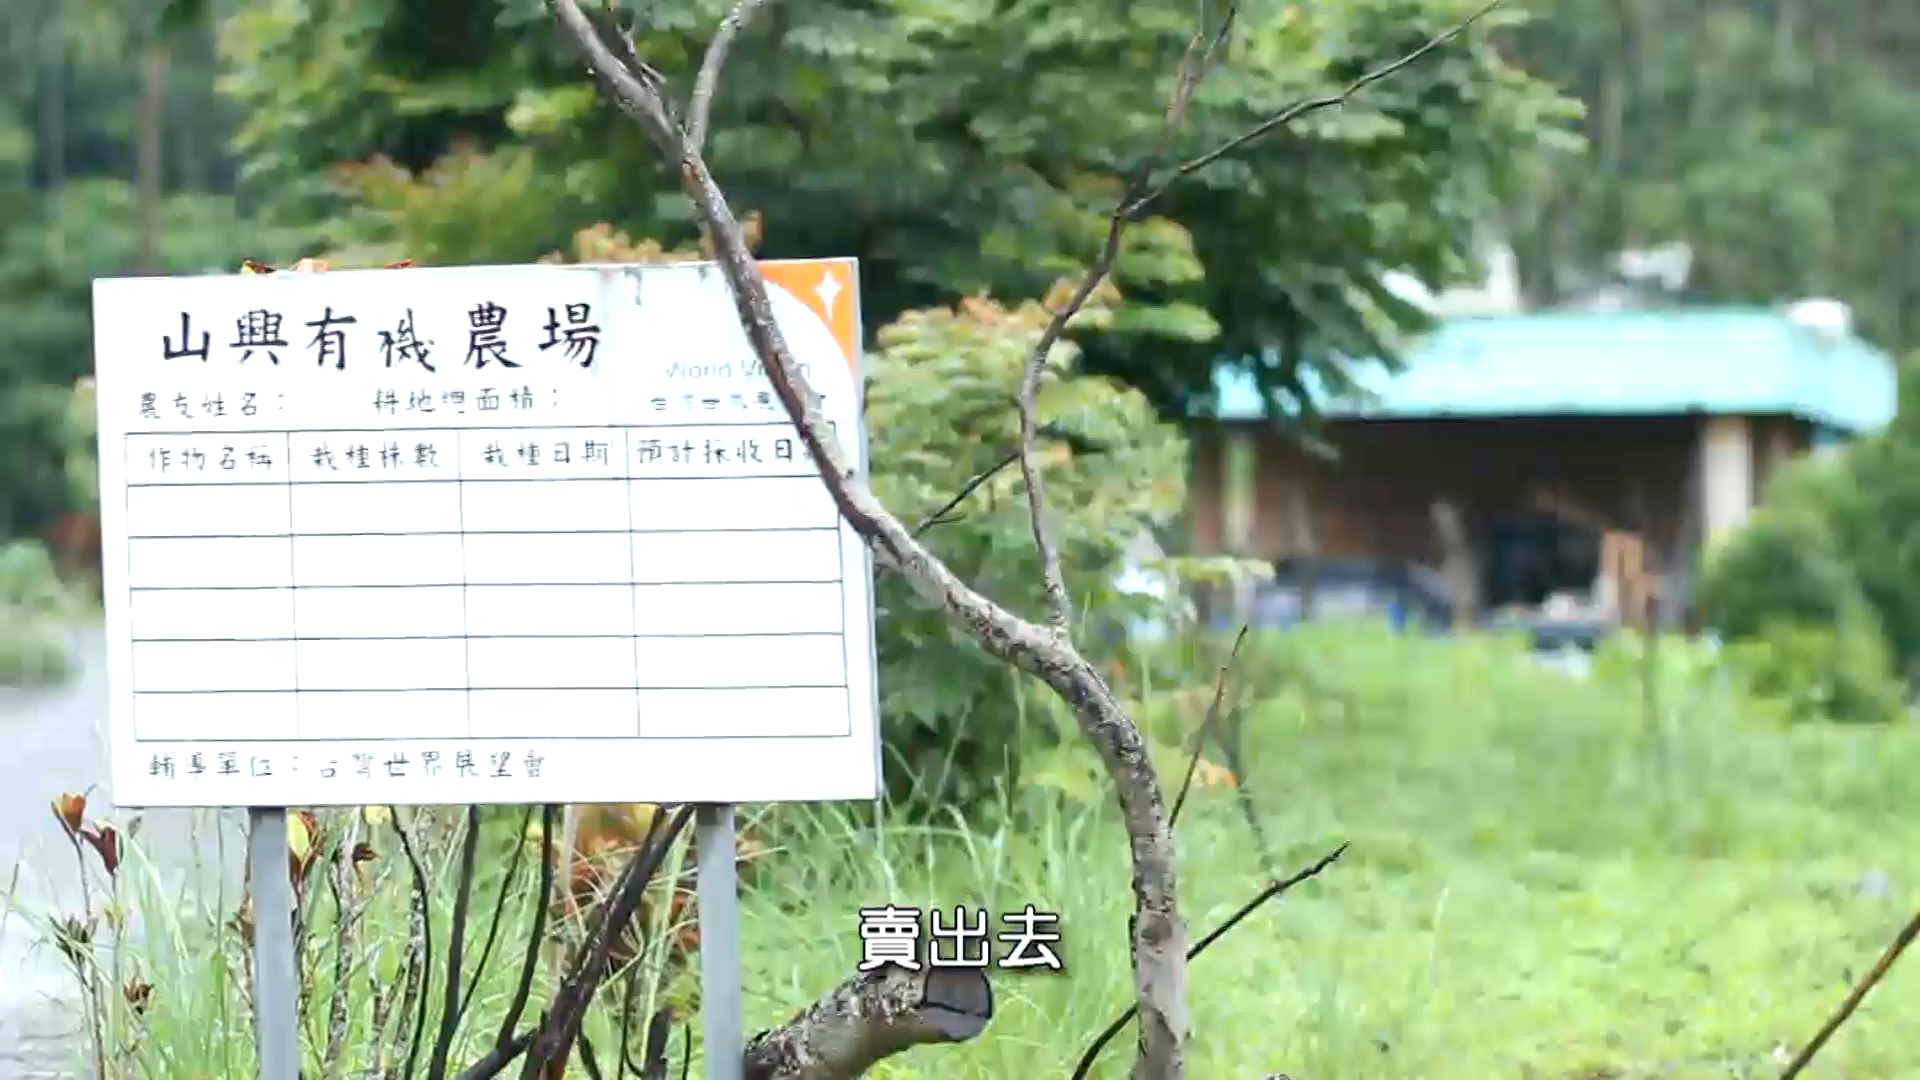 山興有機農場
World Vision
農友姓名： 耕地總面積：
作物名稱 栽種株數 栽種日期 預計採收日
輔導單位：台灣世界展望會
賣出去